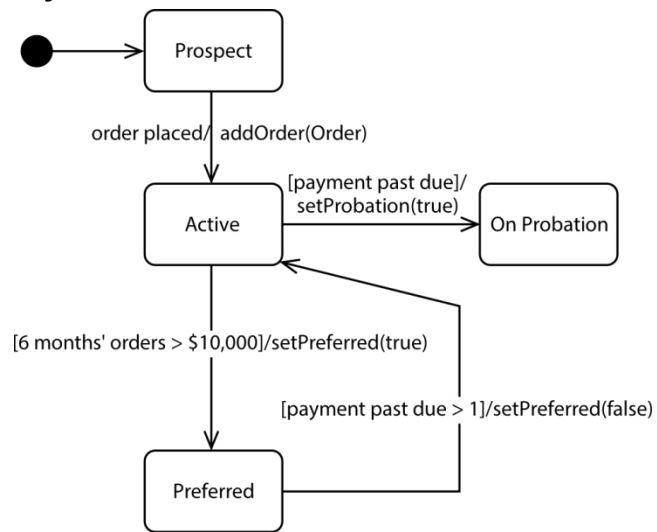 Prospect
order placed/ addOrder(Order)
[payment past due]/
setProbation(true)
Active
On Probation
[6 months' orders > $10,000]/setPreferred(true)
[payment past due > 1]/setPreferred(false)
Preferred